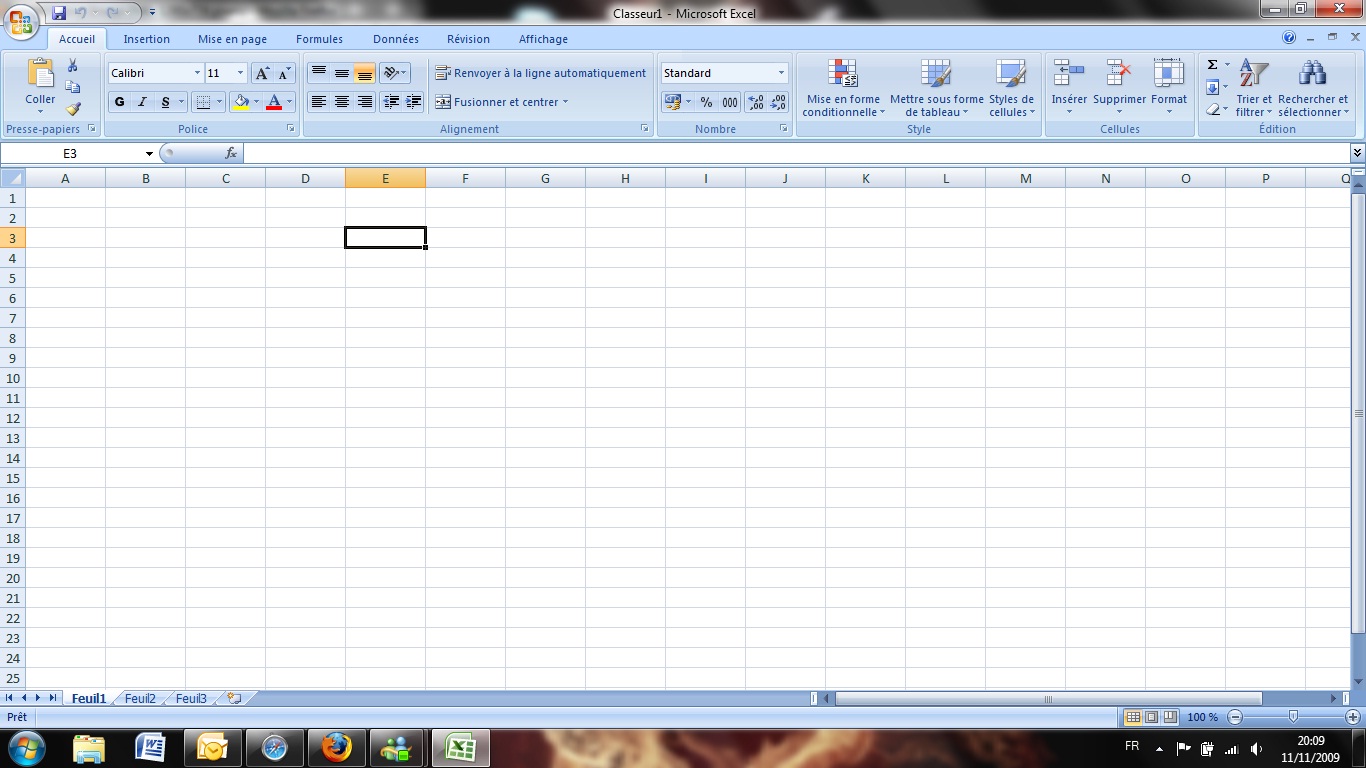 Classeur1 - Microsoft Excel
Accueil Insertion Mise en page Formules Données Révision Affichage
Coller Calibri 11 Renvoyer à la ligne automatiquement Standard Mise en forme conditionnelle Mettre sous forme de tableau Styles de cellules Insérer Supprimer Format Σ Trier et filtrer Rechercher et sélectionner
G I S Fusionner et centrer % 000
Presse-papiers Police Alignement Nombre Style Cellules Édition
E3 fx
A B C D E F G H I J K L M N O P Q
1
2
3
4
5
6
7
8
9
10
11
12
13
14
15
16
17
18
19
20
21
22
23
24
25
Feuil1 Feuil2 Feuil3
Prêt 100 %
FR 20:09
11/11/2009